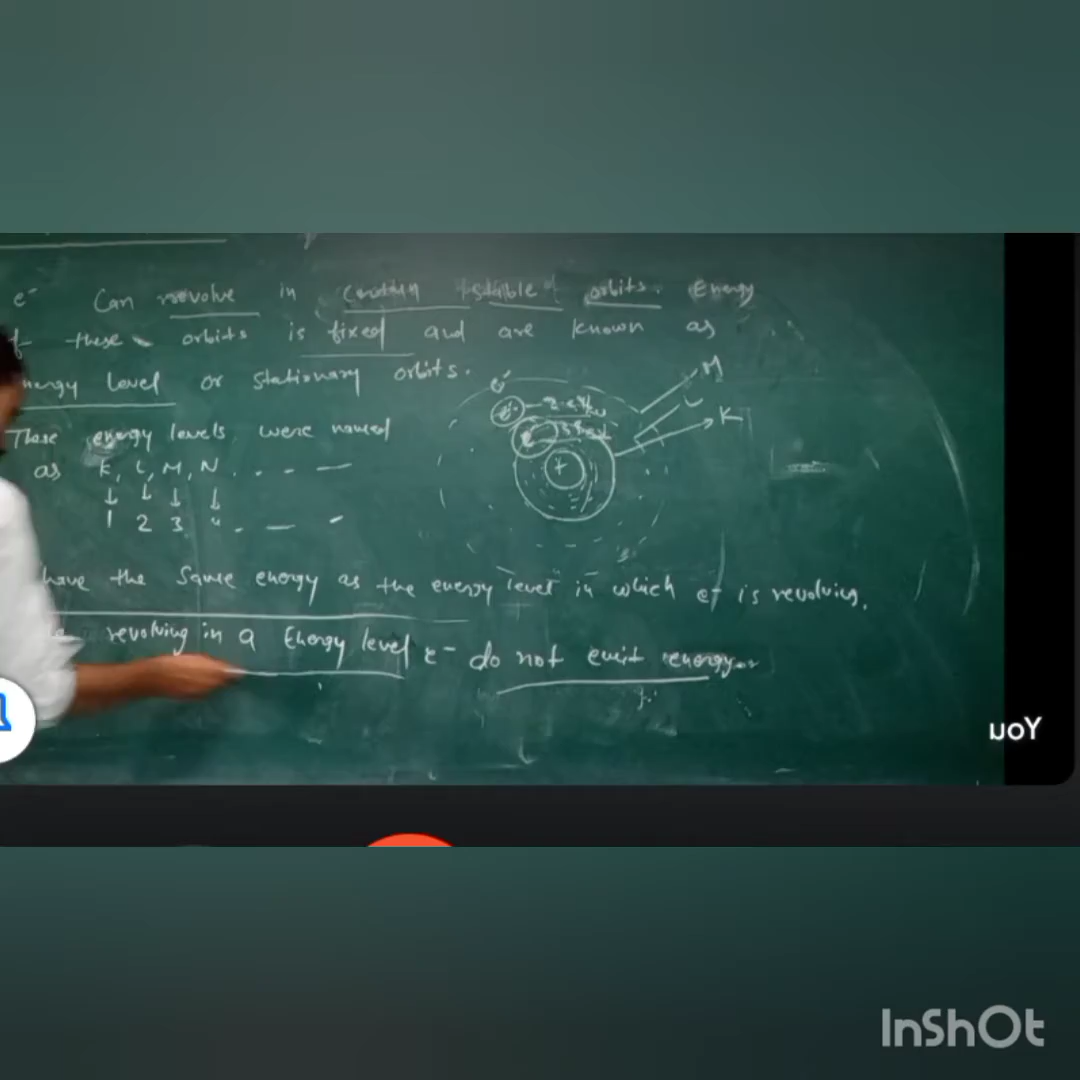 e⁻ Can revolve in certain stable orbits. Energy
of these orbits is fixed and are known as
energy level or stationary orbits.
These energy levels were named
as K, L, M, N . - - —
↓ ↓ ↓ ↓
1 2 3 4 . — -
e⁻
e⁻
M
L
K
+
have the same energy as the energy level in which e⁻ is revolving.
revolving in a Energy level e⁻ do not emit energy.
You
InShOt